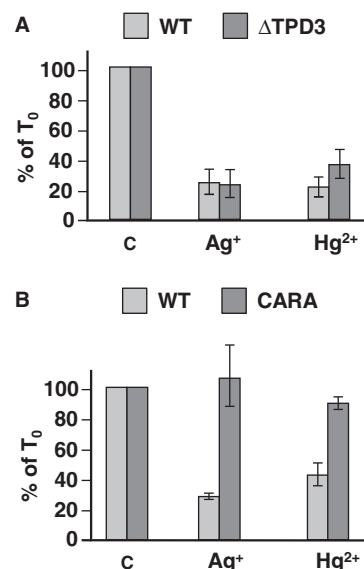 A
WT ΔTPD3
% of T₀
100
80
60
40
20
0
C Ag⁺ Hg²⁺
B
WT CARA
% of T₀
100
80
60
40
20
0
C Ag⁺ Hg²⁺